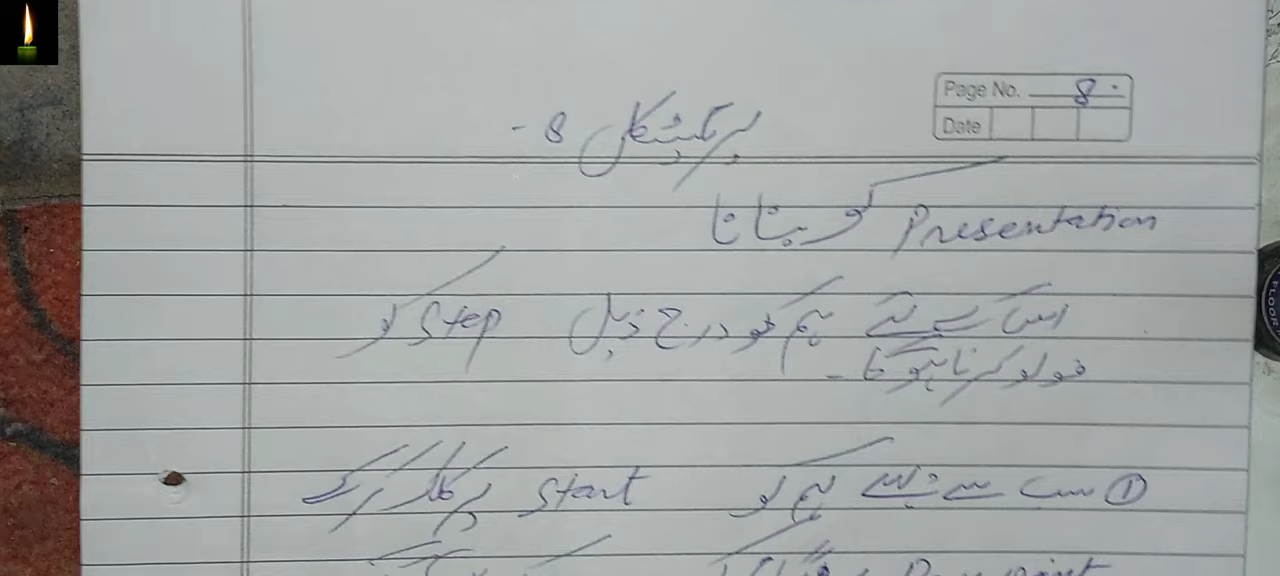 Page No. 8.
Date
پریکٹیکل 8 -
Presentation کو بنانا
اس کے لئے ہم کو درج ذیل Step کو
فولو کرنا ہوگا -
① سب سے پہلے ہم کو Start پر کلک کر کے